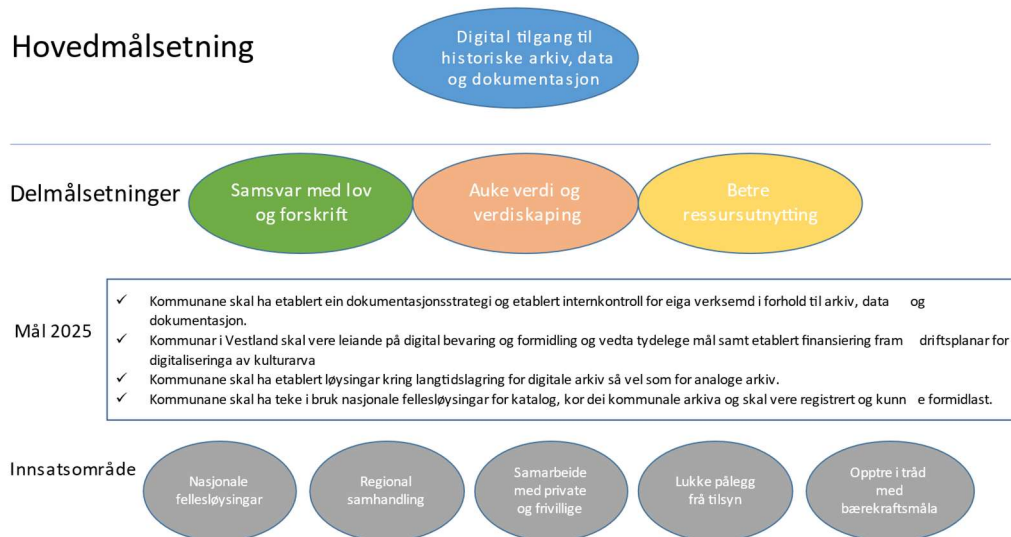 Hovedmålsetning
Digital tilgang til
historiske arkiv, data
og dokumentasjon
Delmålsetninger
Samsvar med lov
og forskrift
Auke verdi og
verdiskaping
Betre
ressursutnytting
Mål 2025
✓ Kommunane skal ha etablert ein dokumentasjonsstrategi og etablert internkontroll for eiga verksemd i forhold til arkiv, data og
dokumentasjon.
✓ Kommunar i Vestland skal vere leiande på digital bevaring og formidling og vedta tydelege mål samt etablert finansiering fram driftsplanar for
digitaliseringa av kulturarva
✓ Kommunane skal ha etablert løysingar kring langtidslagring for digitale arkiv så vel som for analoge arkiv.
✓ Kommunane skal ha teke i bruk nasjonale fellesløysingar for katalog, kor dei kommunale arkiva og skal vere registrert og kunn e formidlast.
Innsatsområde
Nasjonale
fellesløysingar
Regional
samhandling
Samarbeide
med private
og frivillige
Lukke pålegg
frå tilsyn
Opptre i tråd
med
bærekraftsmåla